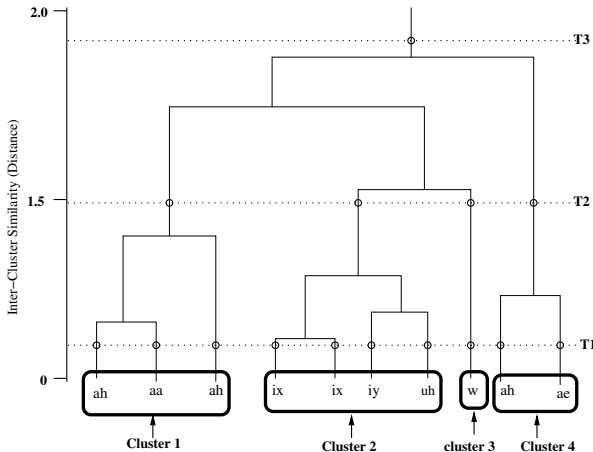 2.0
T3
Inter−Cluster Similarity (Distance)
1.5
T2
T1
0
ah aa ah ix ix iy uh w ah ae
Cluster 1 Cluster 2 cluster 3 Cluster 4